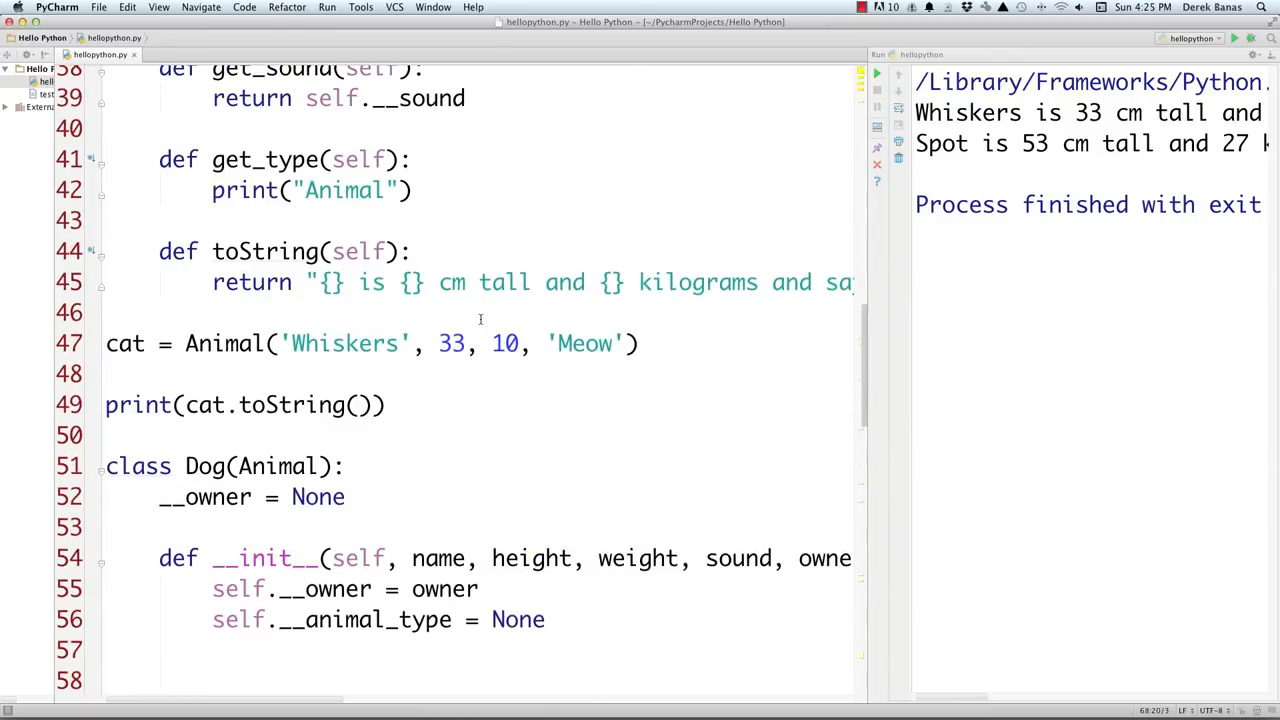 PyCharm File Edit View Navigate Code Refactor Run Tools VCS Window Help 10 Sun 4:25 PM Derek Banas
hellopython.py - Hello Python - [~/PycharmProjects/Hello Python]
Hello Python hellopython.py hellopython
hellopython.py Run hellopython
Hello P
hell
test
Externa
38 def get_sound(self):
39 return self.__sound
40
41 def get_type(self):
42 print("Animal")
43
44 def toString(self):
45 return "{} is {} cm tall and {} kilograms and sa
46
47 cat = Animal('Whiskers', 33, 10, 'Meow')
48
49 print(cat.toString())
50
51 class Dog(Animal):
52 __owner = None
53
54 def __init__(self, name, height, weight, sound, owne
55 self.__owner = owner
56 self.__animal_type = None
57
58
/Library/Frameworks/Python.
Whiskers is 33 cm tall and
Spot is 53 cm tall and 27 k
Process finished with exit
68:20/3 LF UTF-8